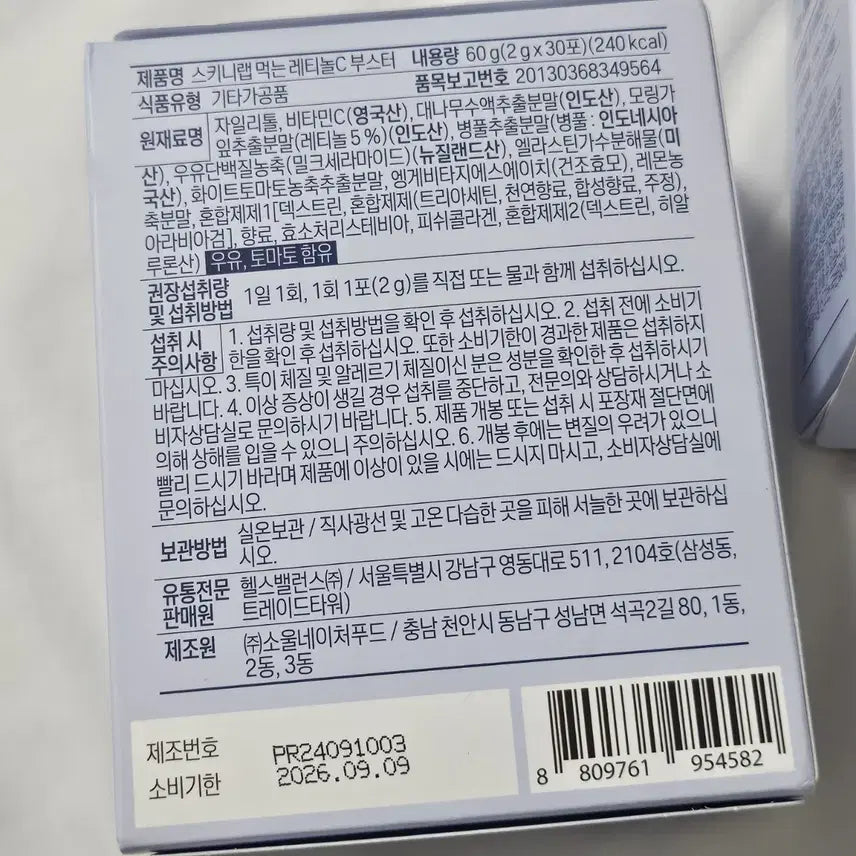 제품명 스키니랩 먹는 레티놀C 부스터 내용량 60 g(2 g x 30포)(240 kcal)
식품유형 기타가공품 품목보고번호 20130368349564
원재료명 자일리톨, 비타민C(영국산), 대나무수액추출분말(인도산), 모링가
잎추출분말(레티놀 5 %)(인도산), 병풀추출분말(병풀 : 인도네시아
산), 우유단백질농축(밀크세라마이드)(뉴질랜드산), 엘라스틴가수분해물(미
국산), 화이트토마토농축추출분말, 엥게비타지에스에이치(건조효모), 레몬농
축분말, 혼합제제1[덱스트린, 혼합제제(트리아세틴, 천연향료, 합성향료, 주정),
아라비아검], 향료, 효소처리스테비아, 피쉬콜라겐, 혼합제제2(덱스트린, 히알
루론산) 우유, 토마토 함유
권장섭취량 및 섭취방법 1일 1회, 1회 1포(2 g)를 직접 또는 물과 함께 섭취하십시오.
섭취 시 주의사항 1. 섭취량 및 섭취방법을 확인 후 섭취하십시오. 2. 섭취 전에 소비기
한을 확인 후 섭취하십시오. 또한 소비기한이 경과한 제품은 섭취하지
마십시오. 3. 특이 체질 및 알레르기 체질이신 분은 성분을 확인한 후 섭취하시기
바랍니다. 4. 이상 증상이 생길 경우 섭취를 중단하고, 전문의와 상담하시거나 소
비자상담실로 문의하시기 바랍니다. 5. 제품 개봉 또는 섭취 시 포장재 절단면에
의해 상해를 입을 수 있으니 주의하십시오. 6. 개봉 후에는 변질의 우려가 있으니
빨리 드시기 바라며 제품에 이상이 있을 시에는 드시지 마시고, 소비자상담실에
문의하십시오.
보관방법 실온보관 / 직사광선 및 고온 다습한 곳을 피해 서늘한 곳에 보관하십
시오.
유통전문 판매원 헬스밸런스㈜ / 서울특별시 강남구 영동대로 511, 2104호(삼성동,
트레이드타워)
제조원 ㈜소울네이처푸드 / 충남 천안시 동남구 성남면 석곡2길 80, 1동,
2동, 3동
제조번호 PR24091003
소비기한 2026.09.09
8 809761 954582